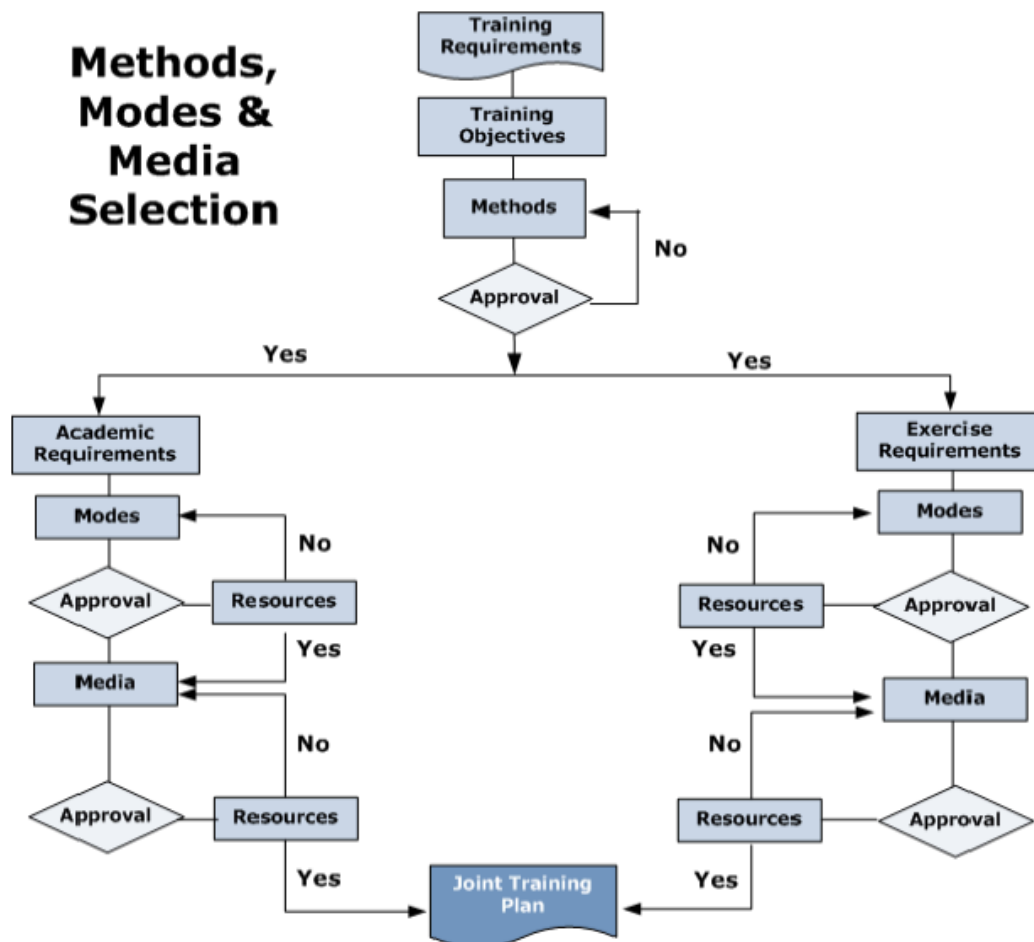 Methods,
Modes &
Media
Selection
Training
Requirements
Training
Objectives
Methods
No
Approval
Yes
Yes
Academic
Requirements
Modes
No
Approval
Resources
Yes
Media
No
Approval
Resources
Yes
Exercise
Requirements
Modes
No
Resources
Approval
Yes
Media
No
Resources
Approval
Yes
Joint Training
Plan